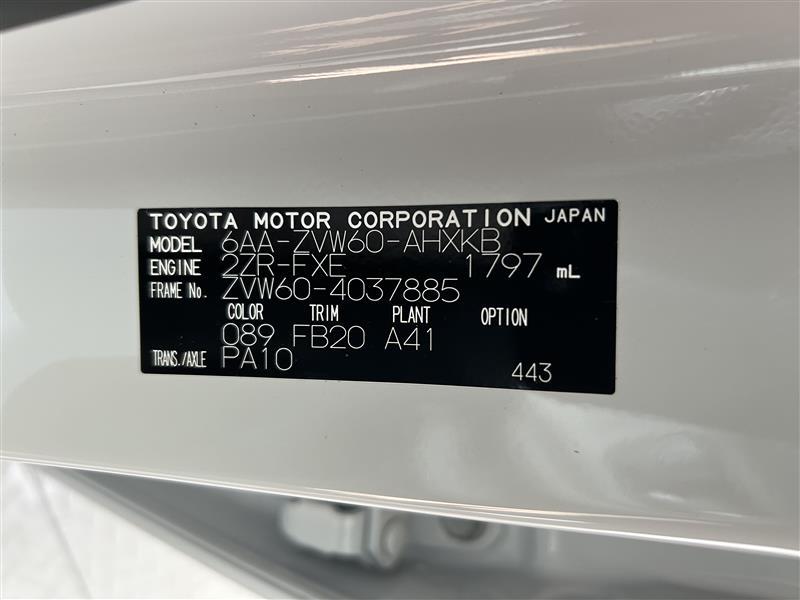 TOYOTA MOTOR CORPORATION JAPAN
MODEL 6AA-ZVW60-AHXKB
ENGINE 2ZR-FXE 1797 mL
FRAME No. ZVW60-4037885
COLOR TRIM PLANT OPTION
089 FB20 A41
TRANS./AXLE PA10
443